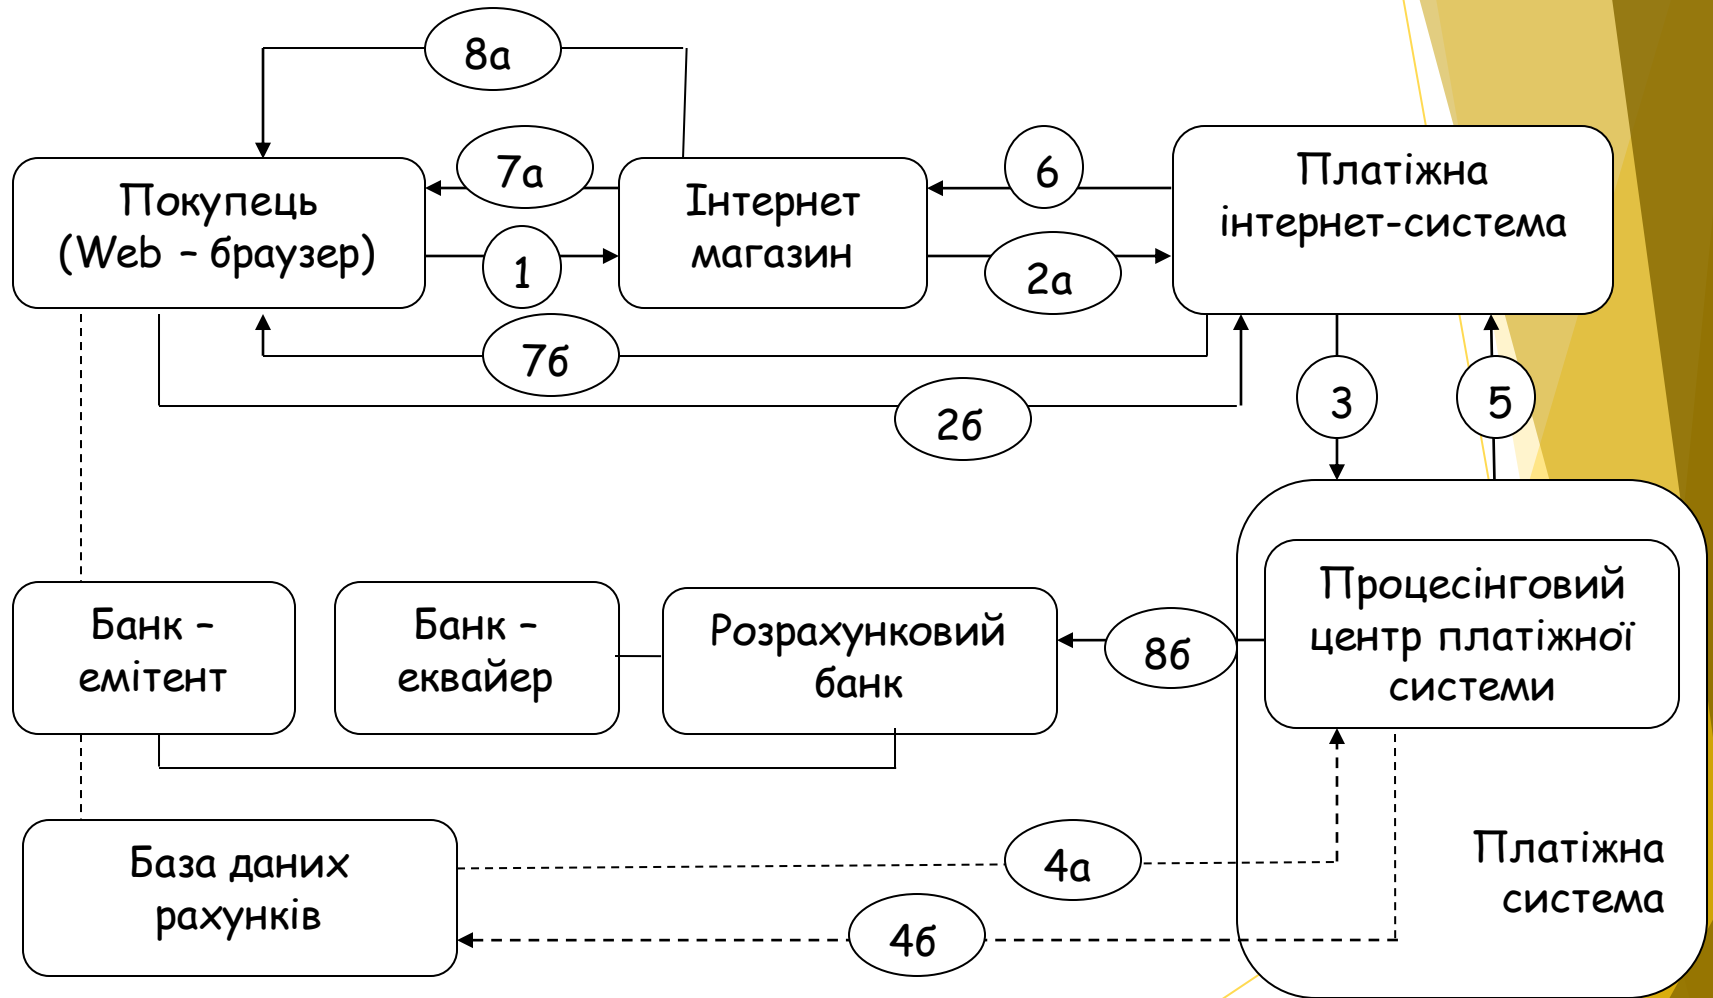 8а
7а
6
Платіжна
інтернет-система
Покупець
(Web – браузер)
Інтернет
магазин
1
2а
7б
2б
3
5
Процесінговий
центр платіжної
системи
Банк –
емітент
Банк –
еквайер
Розрахунковий
банк
8б
База даних
рахунків
4а
4б
Платіжна
система